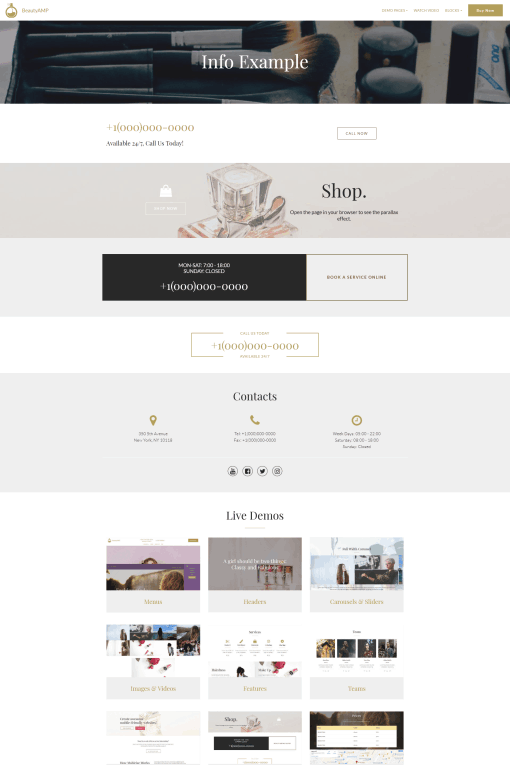 BeautyAMP
DEMO PAGES
WATCH VIDEO
BLOCKS
Buy Now
Info Example
+1(000)000-0000
Available 24/7, Call Us Today!
CALL NOW
SHOP NOW
Shop.
Open the page in your browser to see the parallax
effect.
MON-SAT: 7:00 - 18:00
SUNDAY: CLOSED
+1(000)000-0000
BOOK A SERVICE ONLINE
CALL US TODAY
+1(000)000-0000
AVAILABLE 24/7
Contacts
350 5th Avenue
New York, NY 10118
Tel: +1(000)000-0000
Fax: +1(000)000-0000
Week Days: 05:00 - 22:00
Saturday: 08:00 - 18:00
Sunday: Closed
Live Demos
A girl should be two things:
Classy and Fabulous
Menus
Headers
Carousels & Sliders
Images & Videos
Services
Features
Teams
Teams
Shop.